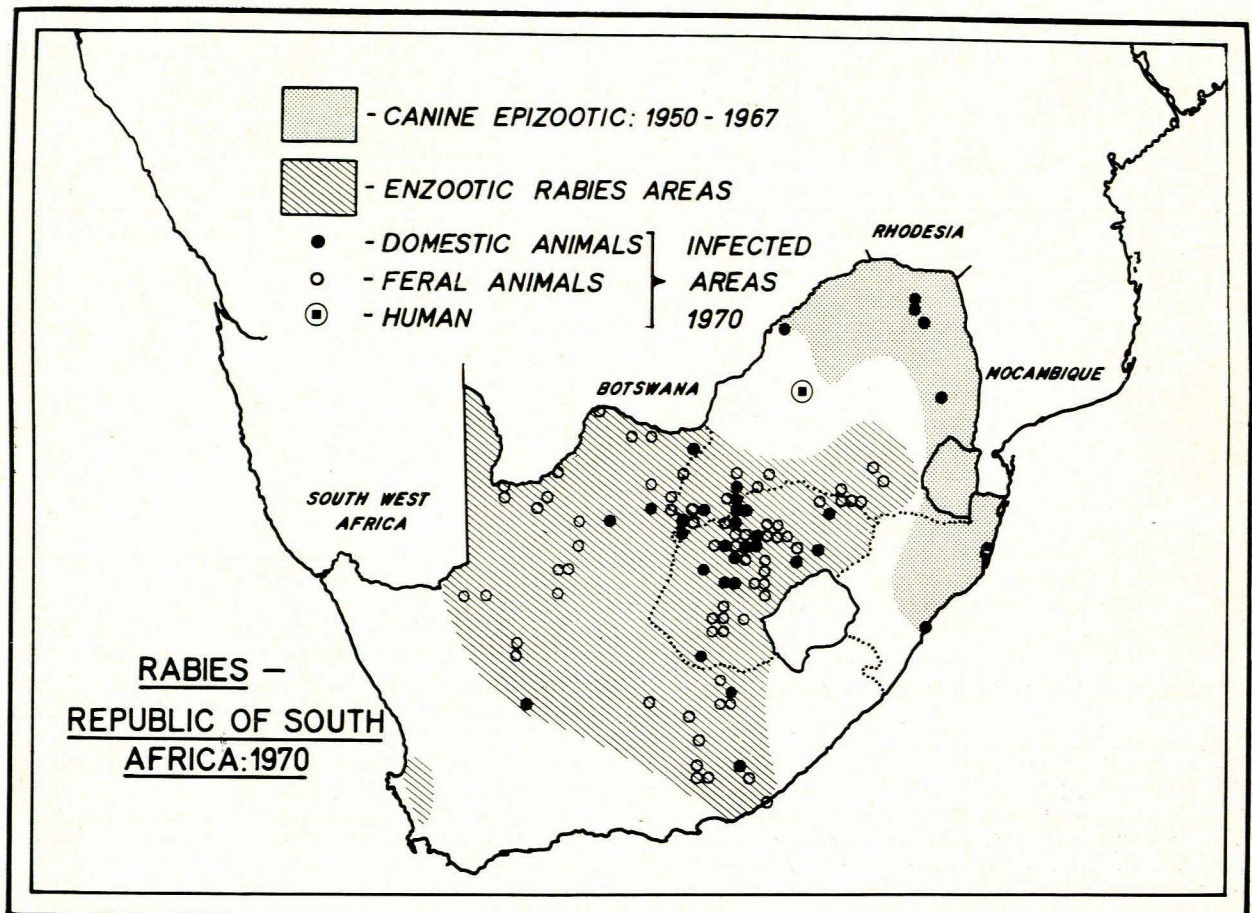 - CANINE EPIZOOTIC: 1950 - 1967
- ENZOOTIC RABIES AREAS
- DOMESTIC ANIMALS
- FERAL ANIMALS
- HUMAN
INFECTED
AREAS
1970
RHODESIA
MOCAMBIQUE
BOTSWANA
SOUTH WEST
AFRICA
RABIES –
REPUBLIC OF SOUTH
AFRICA:1970